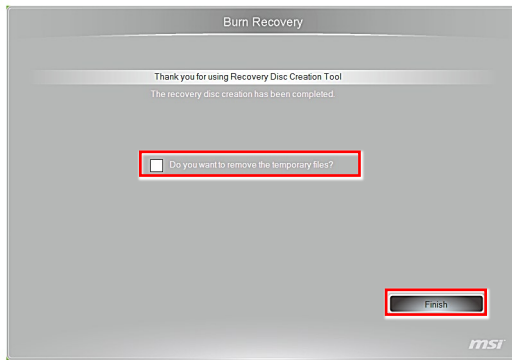 Burn Recovery
Thank you for using Recovery Disc Creation Tool
The recovery disc creation has been completed.
Do you want to remove the temporary files?
Finish
msi